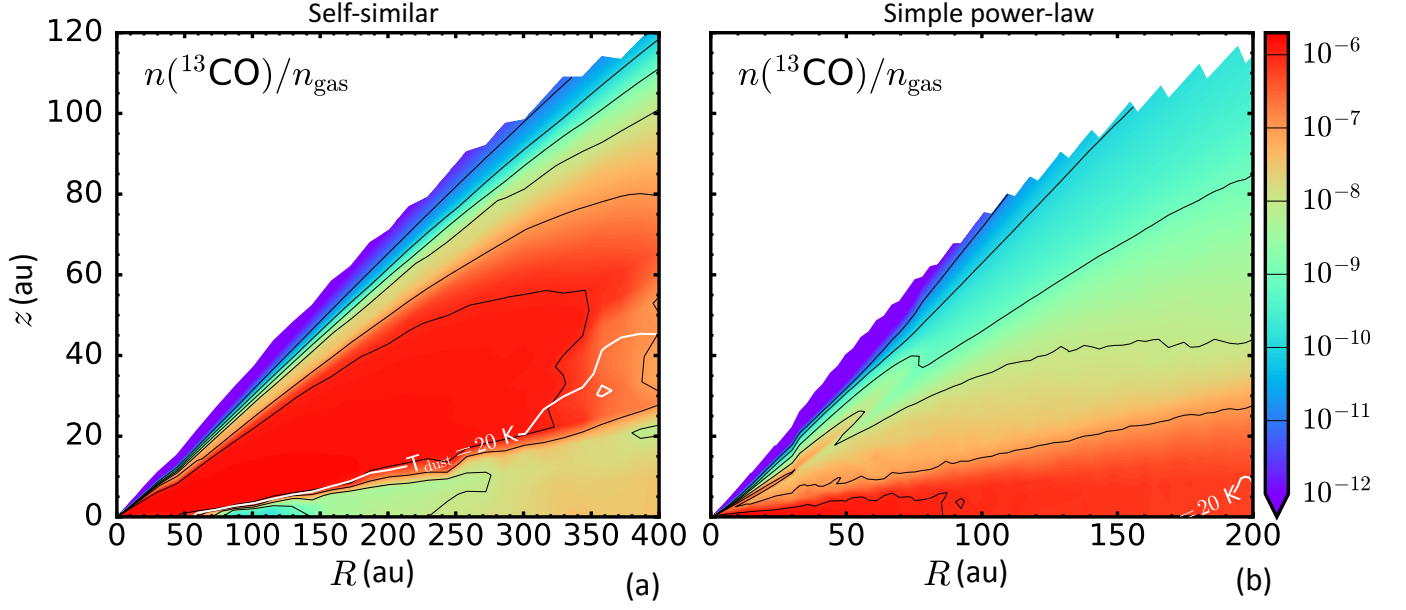 Self-similar
Simple power-law
n(¹³CO)/n_gas
n(¹³CO)/n_gas
120
100
80
60
40
20
0
z (au)
T_dust = 20 K
= 20 K
0 50 100 150 200 250 300 350 400
0 50 100 150 200
R (au)
(a)
R (au)
(b)
10⁻⁶
10⁻⁷
10⁻⁸
10⁻⁹
10⁻¹⁰
10⁻¹¹
10⁻¹²